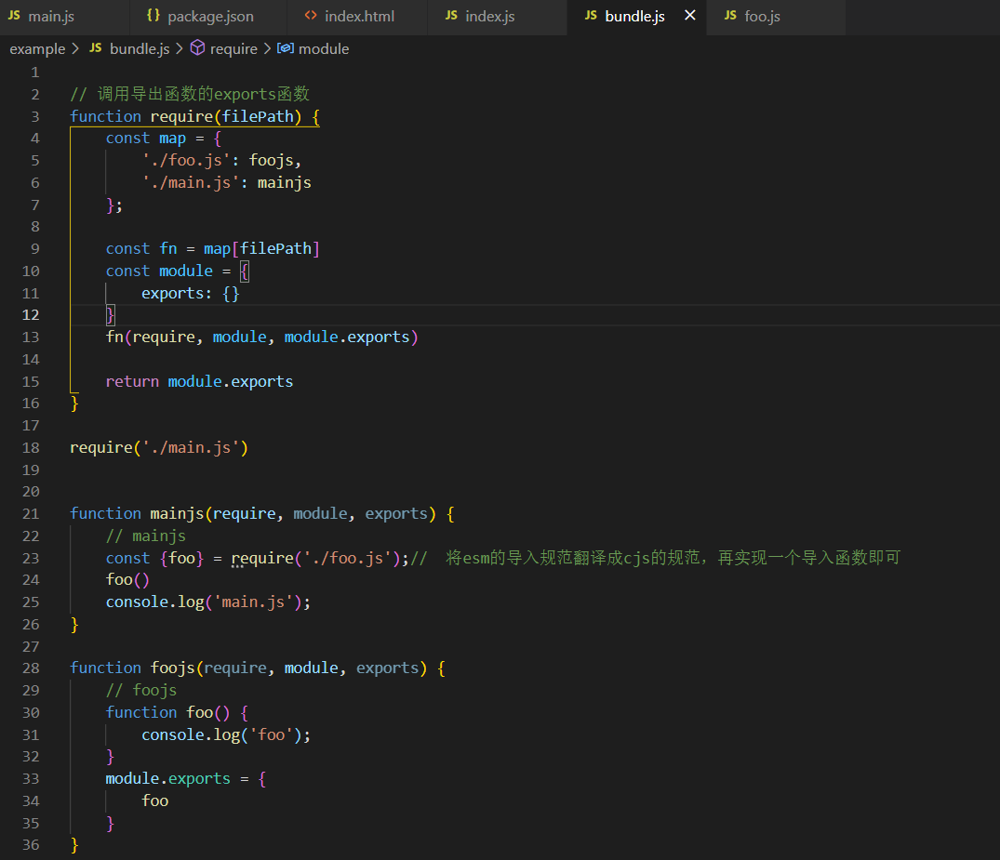 JS main.js {} package.json <> index.html JS index.js JS bundle.js × JS foo.js
example > JS bundle.js > require > module
1
2 // 调用导出函数的exports函数
3 function require(filePath) {
4 const map = {
5 './foo.js': foojs,
6 './main.js': mainjs
7 };
8
9 const fn = map[filePath]
10 const module = {
11 exports: {}
12 }
13 fn(require, module, module.exports)
14
15 return module.exports
16 }
17
18 require('./main.js')
19
20
21 function mainjs(require, module, exports) {
22 // mainjs
23 const {foo} = require('./foo.js');// 将esm的导入规范翻译成cjs的规范，再实现一个导入函数即可
24 foo()
25 console.log('main.js');
26 }
27
28 function foojs(require, module, exports) {
29 // foojs
30 function foo() {
31 console.log('foo');
32 }
33 module.exports = {
34 foo
35 }
36 }